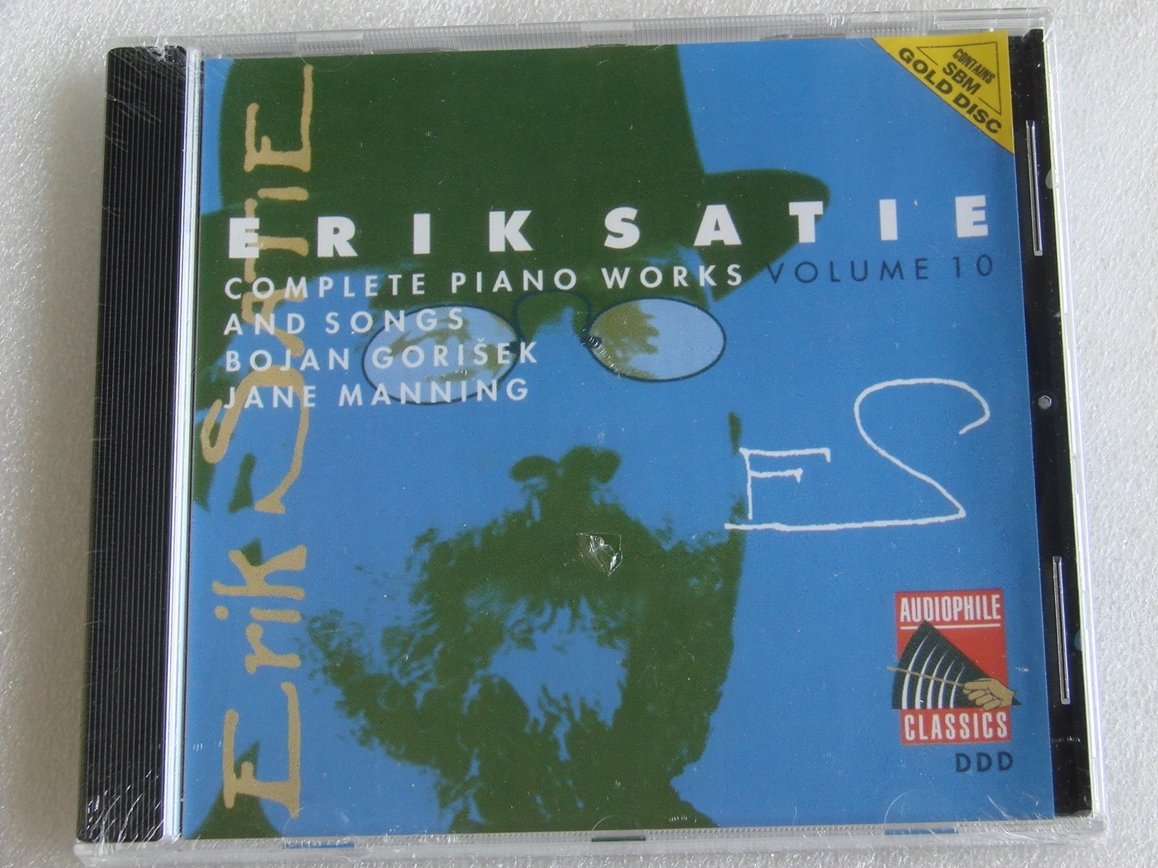 CONTAINS
SBM
GOLD DISC
ERIK SATIE
COMPLETE PIANO WORKS VOLUME 10
AND SONGS
BOJAN GORIŠEK
JANE MANNING
Erik SATIE
ES
AUDIOPHILE
CLASSICS
DDD